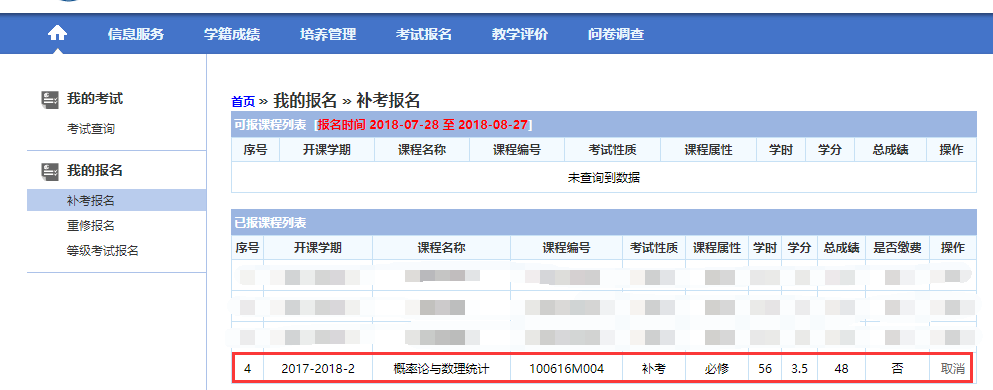 信息服务 学籍成绩 培养管理 考试报名 教学评价 问卷调查
我的考试
考试查询
我的报名
补考报名
重修报名
等级考试报名
首页 » 我的报名 » 补考报名
可报课程列表 [报名时间 2018-07-28 至 2018-08-27]
序号 开课学期 课程名称 课程编号 考试性质 课程属性 学时 学分 总成绩 操作
未查询到数据
已报课程列表
序号 开课学期 课程名称 课程编号 考试性质 课程属性 学时 学分 总成绩 是否缴费 操作
4 2017-2018-2 概率论与数理统计 100616M004 补考 必修 56 3.5 48 否 取消